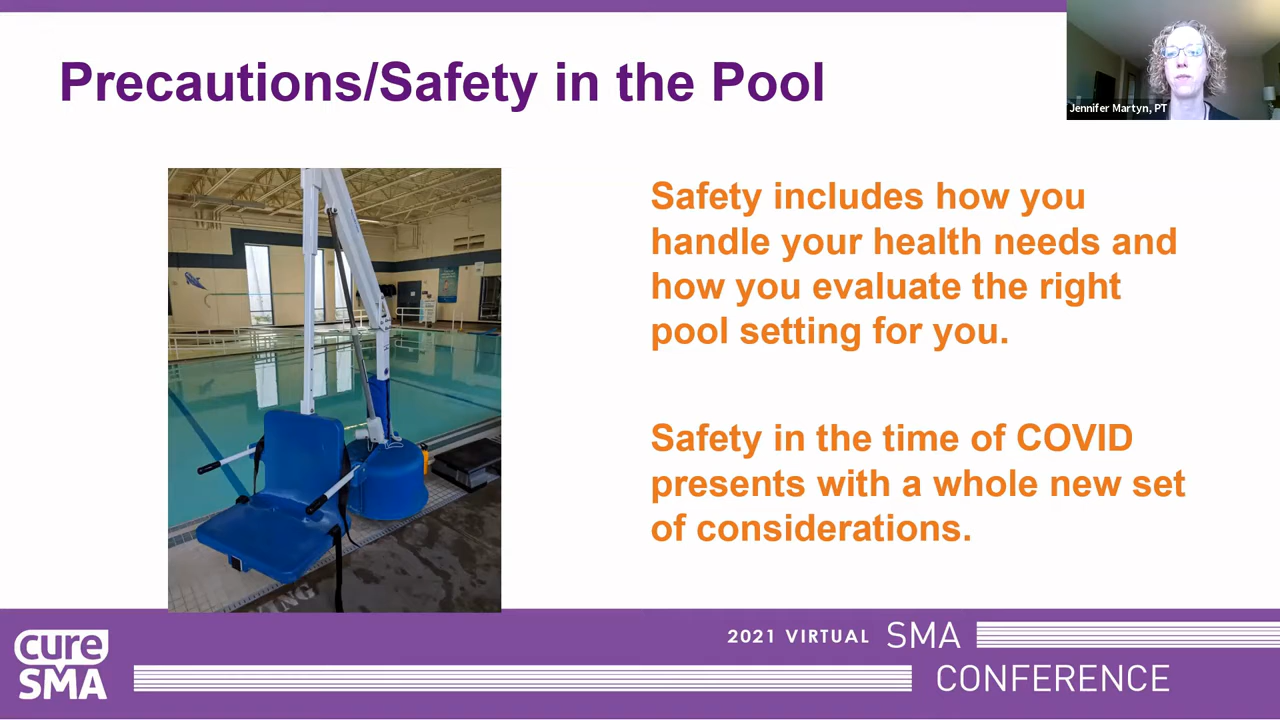 Precautions/Safety in the Pool
Jennifer Martyn, PT
Safety includes how you
handle your health needs and
how you evaluate the right
pool setting for you.
Safety in the time of COVID
presents with a whole new set
of considerations.
cure
SMA
2021 VIRTUAL SMA
CONFERENCE